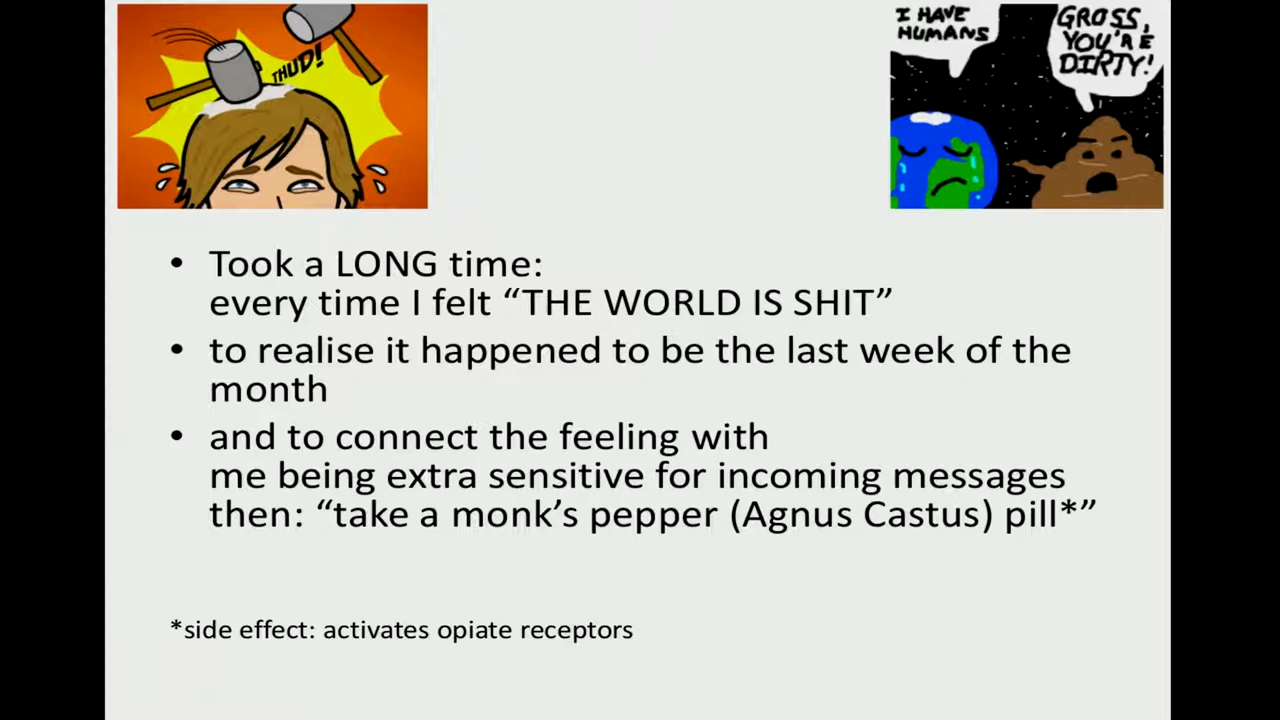 THUD!
I HAVE
HUMANS
GROSS,
YOU'RE
DIRTY!
• Took a LONG time:
every time I felt “THE WORLD IS SHIT”
• to realise it happened to be the last week of the
month
• and to connect the feeling with
me being extra sensitive for incoming messages
then: “take a monk’s pepper (Agnus Castus) pill*”
*side effect: activates opiate receptors